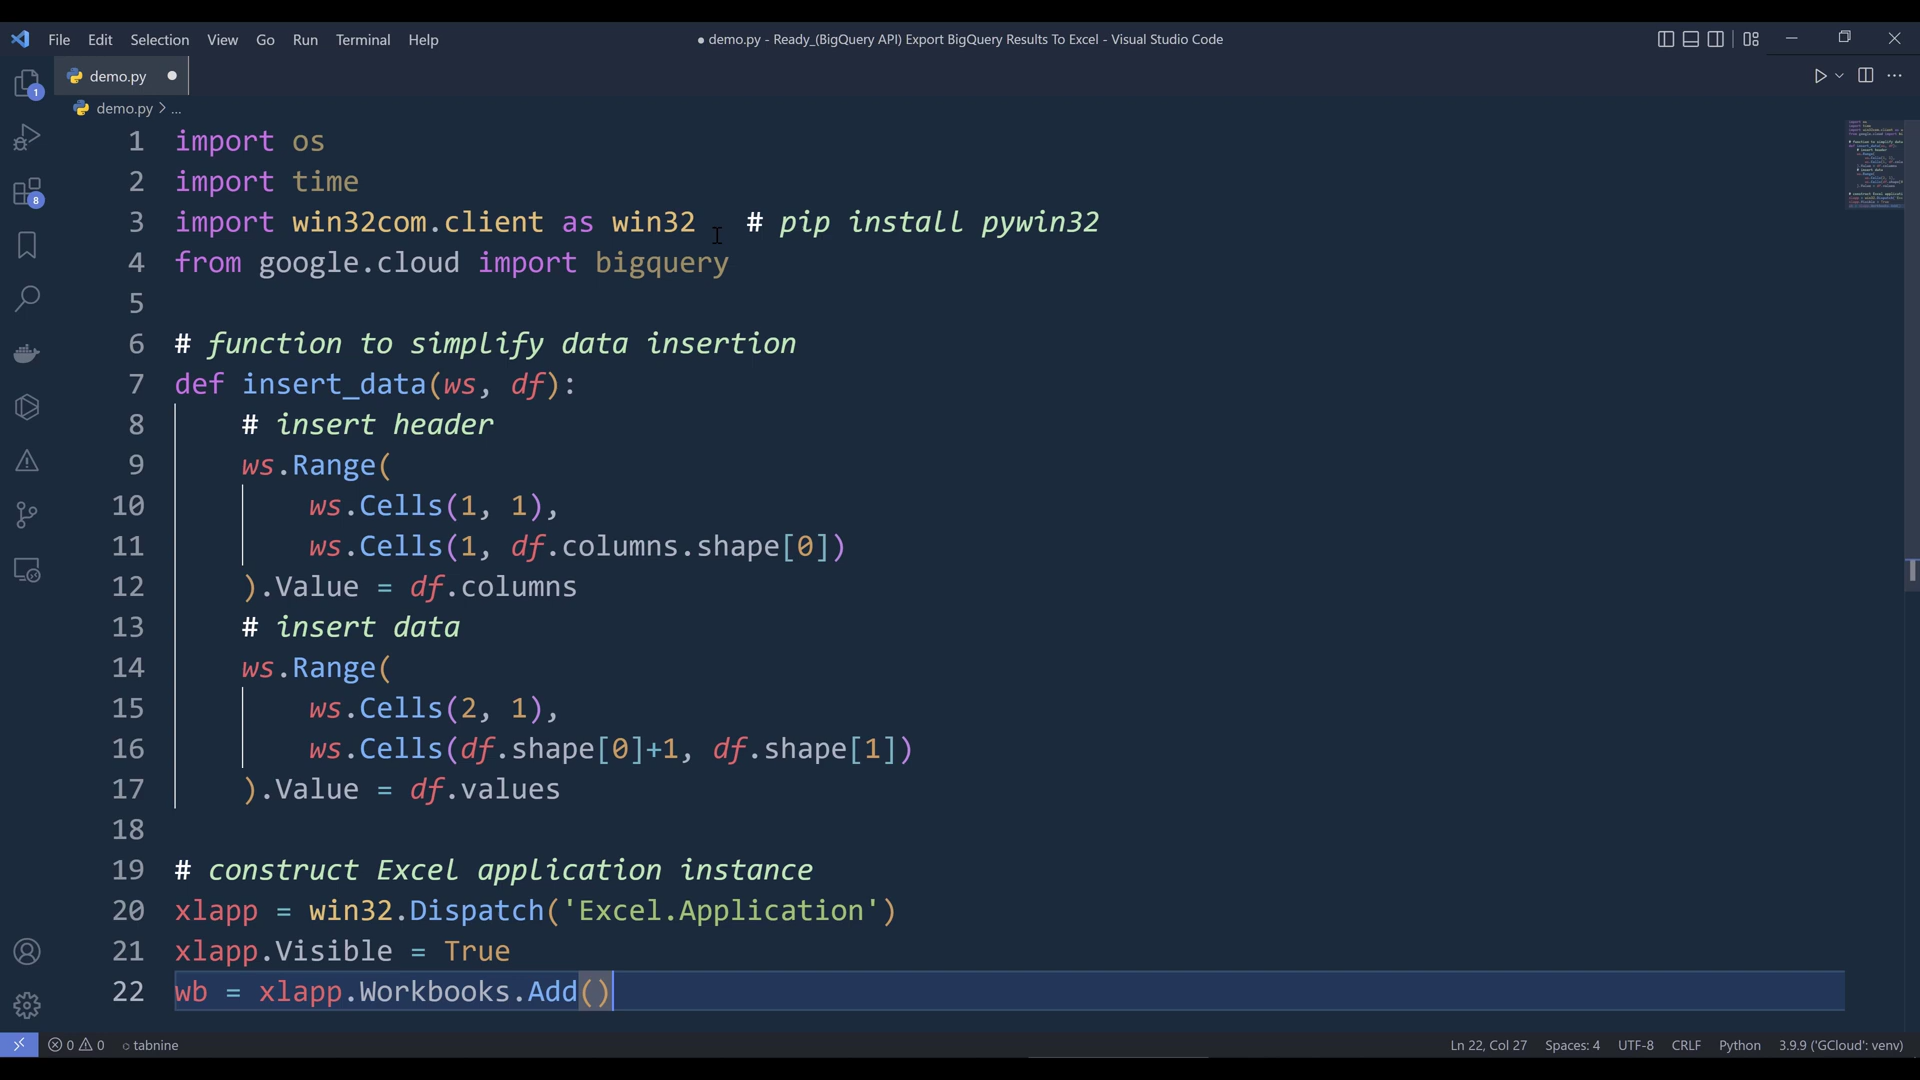 File Edit Selection View Go Run Terminal Help
● demo.py - Ready_(BigQuery API) Export BigQuery Results To Excel - Visual Studio Code
demo.py
demo.py > ...
1 import os
2 import time
3 import win32com.client as win32 # pip install pywin32
4 from google.cloud import bigquery
5
6 # function to simplify data insertion
7 def insert_data(ws, df):
8 # insert header
9 ws.Range(
10 ws.Cells(1, 1),
11 ws.Cells(1, df.columns.shape[0])
12 ).Value = df.columns
13 # insert data
14 ws.Range(
15 ws.Cells(2, 1),
16 ws.Cells(df.shape[0]+1, df.shape[1])
17 ).Value = df.values
18
19 # construct Excel application instance
20 xlapp = win32.Dispatch('Excel.Application')
21 xlapp.Visible = True
22 wb = xlapp.Workbooks.Add()
1
8
0 0 tabnine
Ln 22, Col 27 Spaces: 4 UTF-8 CRLF Python 3.9.9 ('GCloud': venv)